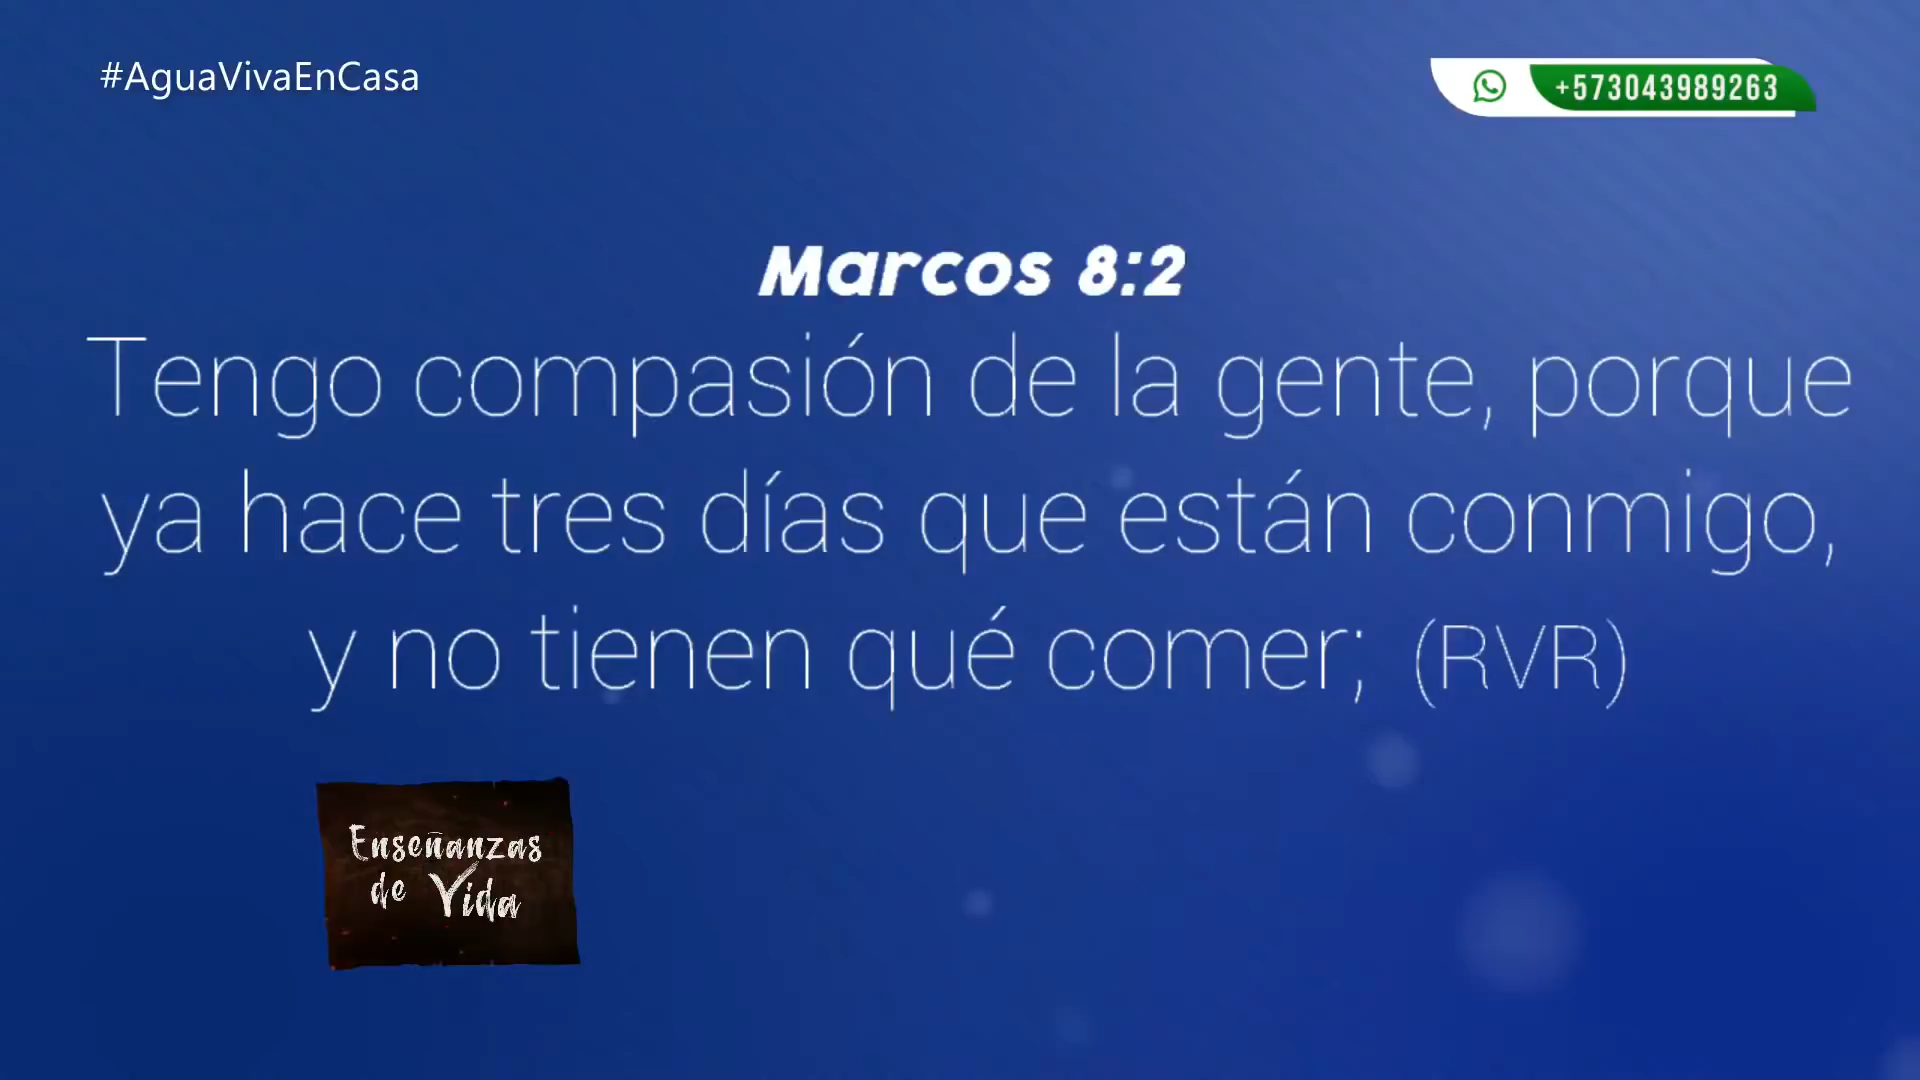 #AguaVivaEnCasa
+573043989263
Marcos 8:2
Tengo compasión de la gente, porque
ya hace tres días que están conmigo,
y no tienen qué comer; (RVR)
Enseñanzas
de Vida